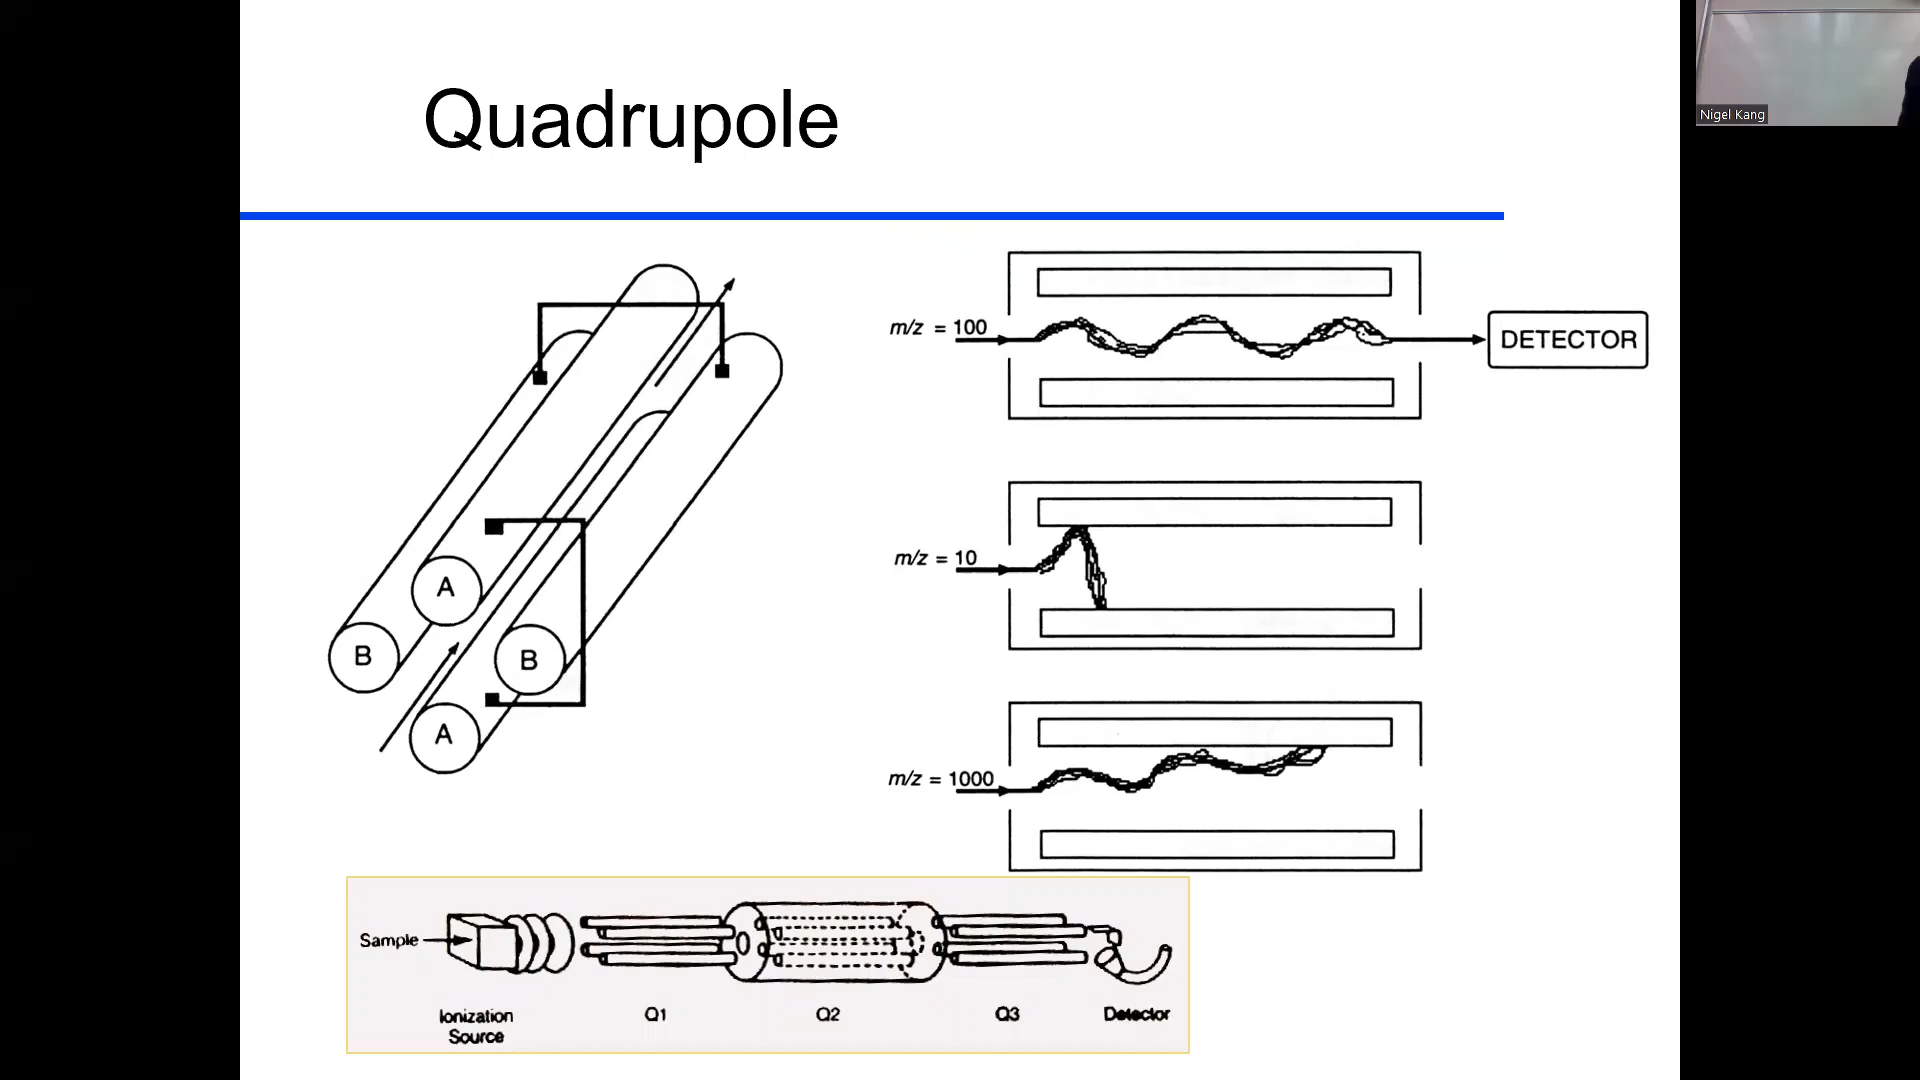 Quadrupole
Nigel Kang
A
B
B
A
m/z = 100
DETECTOR
m/z = 10
m/z = 1000
Sample
Ionization
Source
Q1
Q2
Q3
Detector